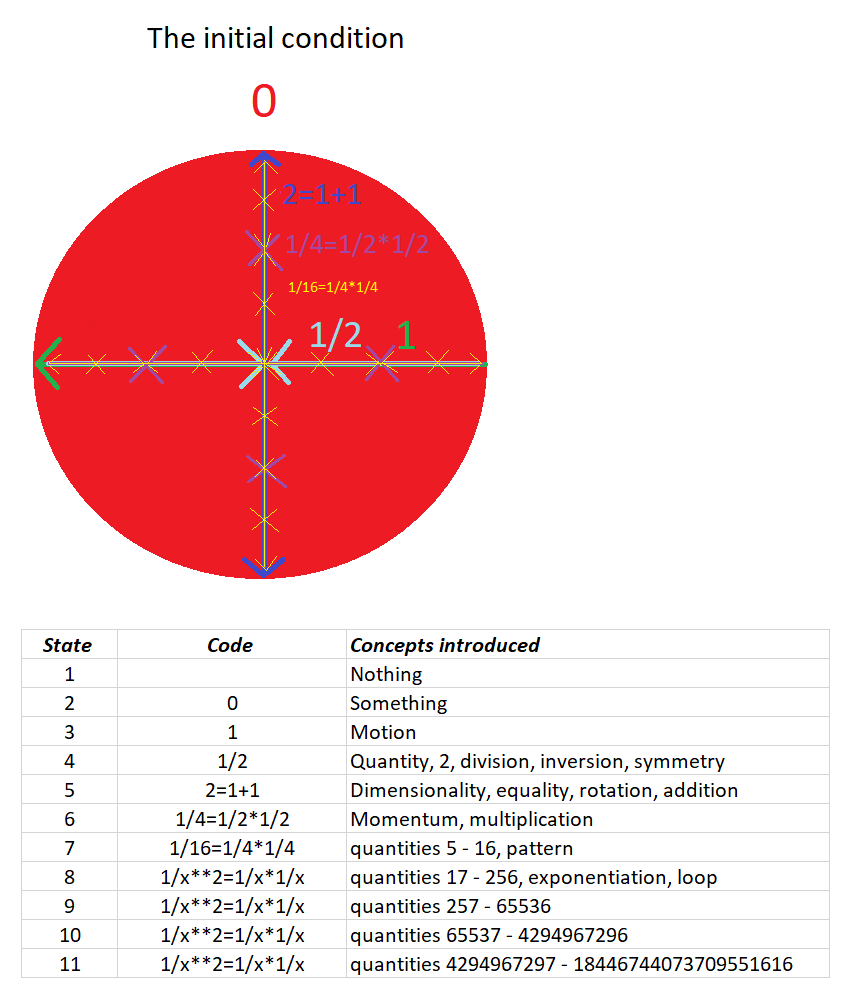 The initial condition
0
2=1+1
1/4=1/2*1/2
1/16=1/4*1/4
1/2 1
State Code Concepts introduced
1 Nothing
2 0 Something
3 1 Motion
4 1/2 Quantity, 2, division, inversion, symmetry
5 2=1+1 Dimensionality, equality, rotation, addition
6 1/4=1/2*1/2 Momentum, multiplication
7 1/16=1/4*1/4 quantities 5 - 16, pattern
8 1/x**2=1/x*1/x quantities 17 - 256, exponentiation, loop
9 1/x**2=1/x*1/x quantities 257 - 65536
10 1/x**2=1/x*1/x quantities 65537 - 4294967296
11 1/x**2=1/x*1/x quantities 4294967297 - 18446744073709551616